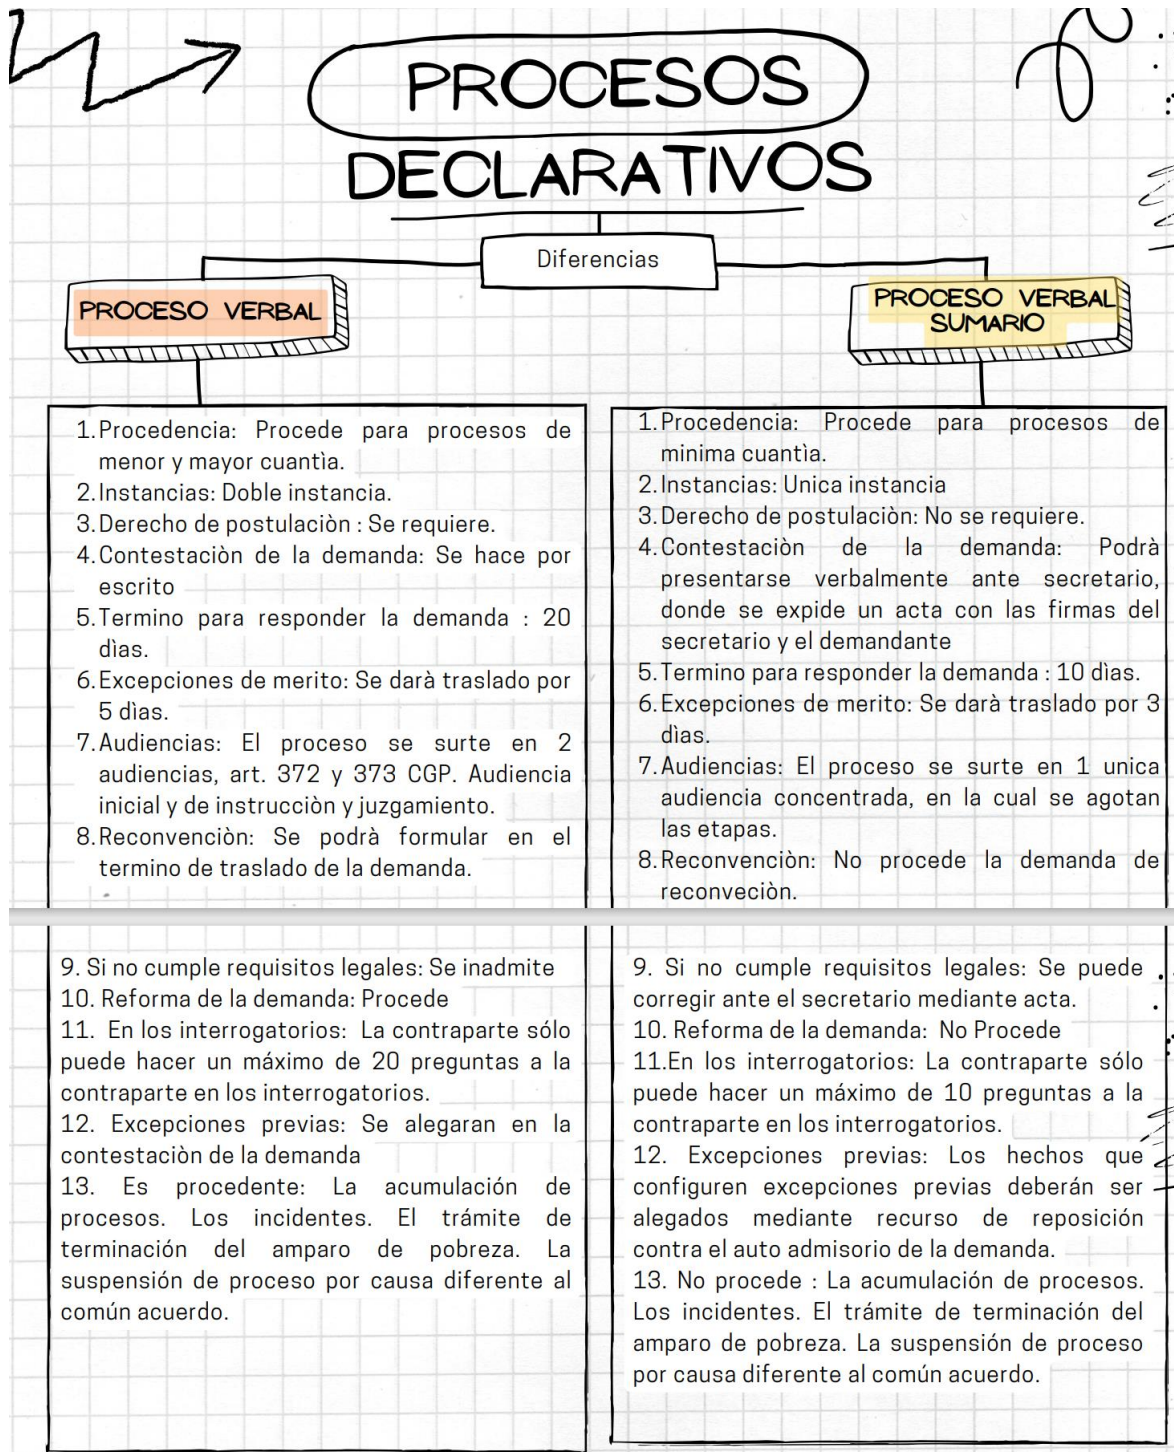 PROCESOS
DECLARATIVOS
Diferencias
PROCESO VERBAL
1.Procedencia: Procede para procesos de
menor y mayor cuantìa.
2.Instancias: Doble instancia.
3.Derecho de postulaciòn : Se requiere.
4.Contestaciòn de la demanda: Se hace por
escrito
5.Termino para responder la demanda : 20
dìas.
6.Excepciones de merito: Se darà traslado por
5 dìas.
7.Audiencias: El proceso se surte en 2
audiencias, art. 372 y 373 CGP. Audiencia
inicial y de instrucciòn y juzgamiento.
8.Reconvenciòn: Se podrà formular en el
termino de traslado de la demanda.
9. Si no cumple requisitos legales: Se inadmite
10. Reforma de la demanda: Procede
11. En los interrogatorios: La contraparte sólo
puede hacer un máximo de 20 preguntas a la
contraparte en los interrogatorios.
12. Excepciones previas: Se alegaran en la
contestaciòn de la demanda
13. Es procedente: La acumulación de
procesos. Los incidentes. El trámite de
terminación del amparo de pobreza. La
suspensión de proceso por causa diferente al
común acuerdo.
PROCESO VERBAL
SUMARIO
1.Procedencia: Procede para procesos de
minima cuantìa.
2.Instancias: Unica instancia
3.Derecho de postulaciòn: No se requiere.
4.Contestaciòn de la demanda: Podrà
presentarse verbalmente ante secretario,
donde se expide un acta con las firmas del
secretario y el demandante
5.Termino para responder la demanda : 10 dìas.
6.Excepciones de merito: Se darà traslado por 3
dìas.
7.Audiencias: El proceso se surte en 1 unica
audiencia concentrada, en la cual se agotan
las etapas.
8.Reconvenciòn: No procede la demanda de
reconveciòn.
9. Si no cumple requisitos legales: Se puede
corregir ante el secretario mediante acta.
10. Reforma de la demanda: No Procede
11.En los interrogatorios: La contraparte sólo
puede hacer un máximo de 10 preguntas a la
contraparte en los interrogatorios.
12. Excepciones previas: Los hechos que
configuren excepciones previas deberán ser
alegados mediante recurso de reposición
contra el auto admisorio de la demanda.
13. No procede : La acumulación de procesos.
Los incidentes. El trámite de terminación del
amparo de pobreza. La suspensión de proceso
por causa diferente al común acuerdo.